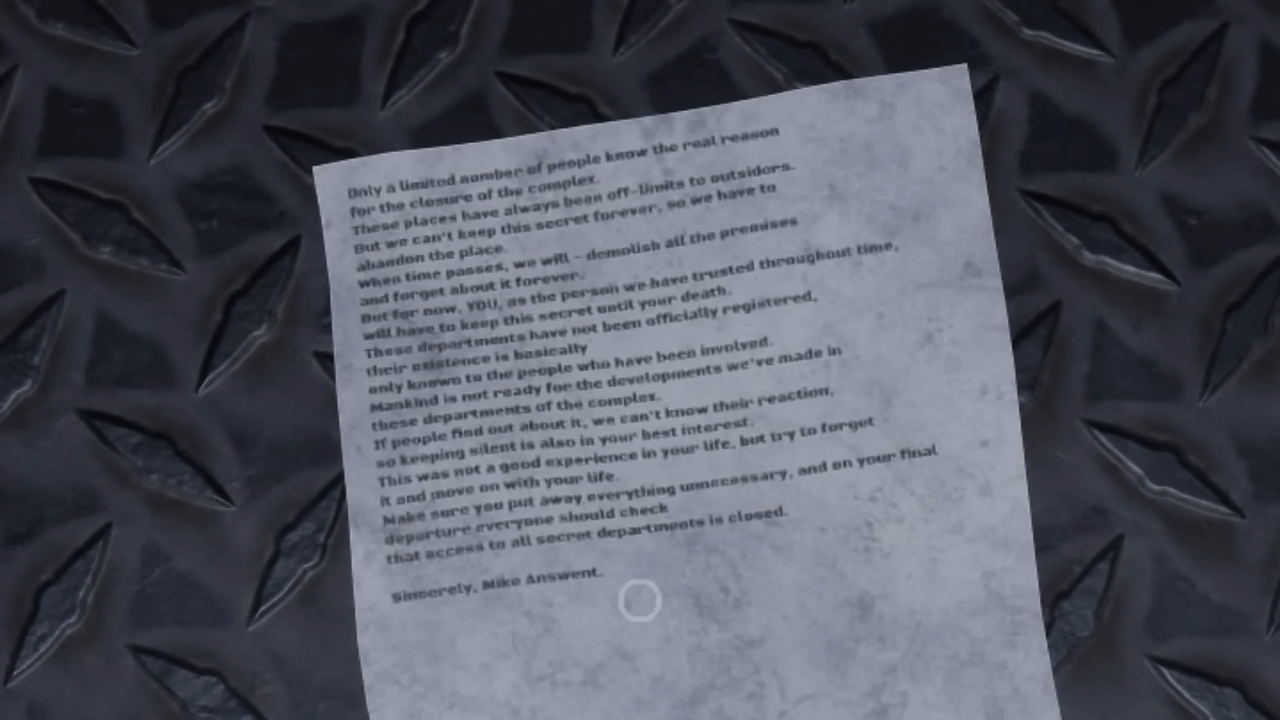 Only a limited number of people know the real reason
for the closure of the complex.
These places have always been off-limits to outsidors.
But we can't keep this secret forever, so we have to
abandon the place.
When time passes, we will - demolish all the premises
and forget about it forever.
But for now, YOU, as the person we have trusted throughout time,
will have to keep this secret until your death.
These departments have not been officially registered,
their existence is basically
only known to the people who have been involved.
Mankind is not ready for the developments we've made in
these departments of the complex.
If people find out about it, we can't know their reaction,
so keeping silent is also in your best interest.
This was not a good experience in your life, but try to forget
it and move on with your life.
Make sure you put away everything unnecessary, and on your final
departure everyone should check
that access to all secret departments is closed.
Sincerely, Mike Answent.